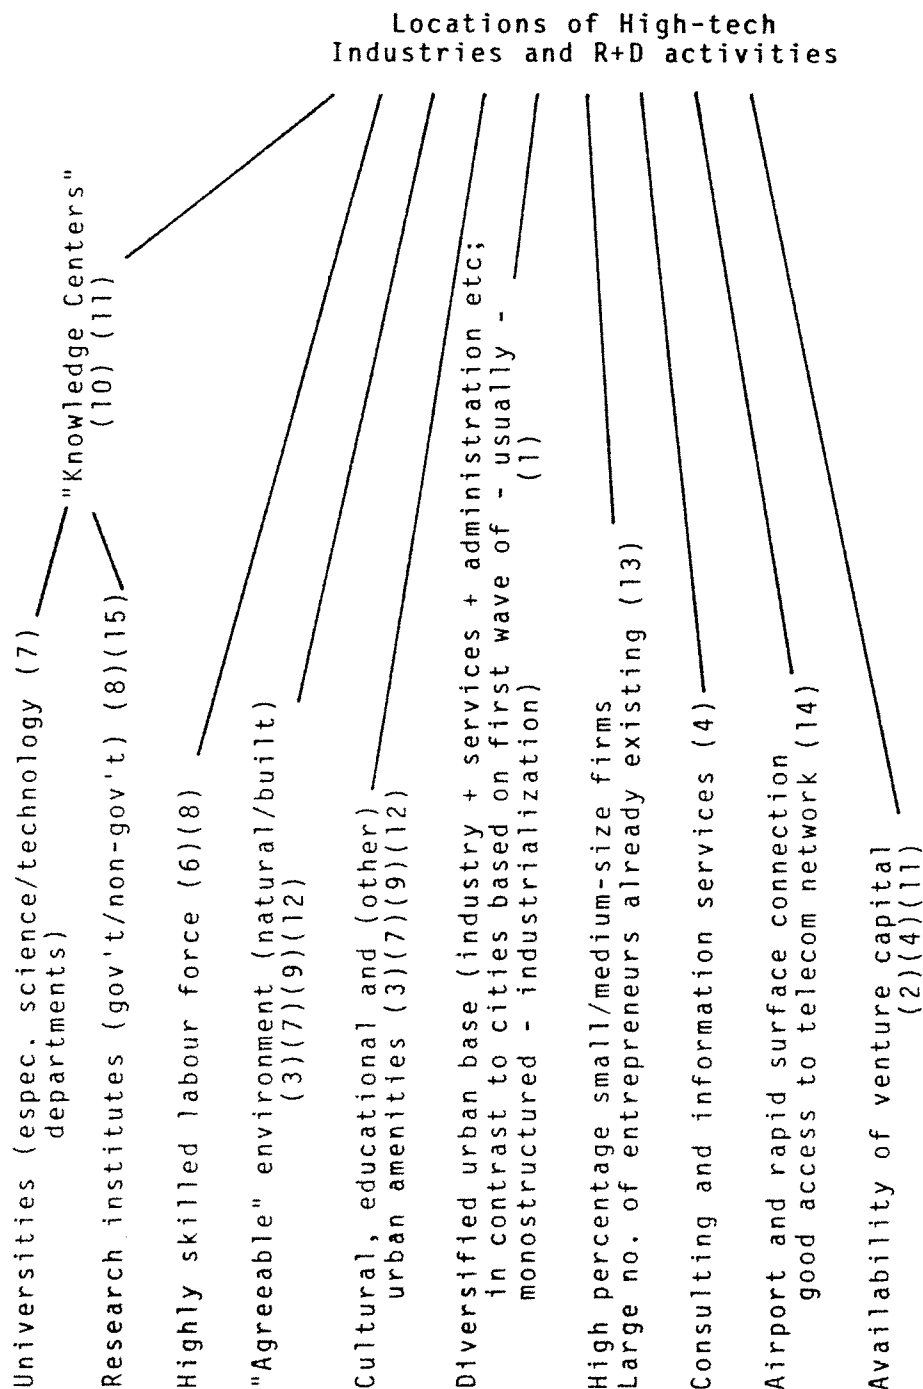 Locations of High-tech
Industries and R+D activities
"Knowledge Centers"
(10) (11)
Universities (espec. science/technology (7)
departments)
Research institutes (gov't/non-gov't) (8)(15)
Highly skilled labour force (6)(8)
"Agreeable" environment (natural/built)
(3)(7)(9)(12)
Cultural, educational and (other)
urban amenities (3)(7)(9)(12)
Diversified urban base (industry + services + administration etc;
in contrast to cities based on first wave of - usually -
monostructured - industrialization) (1)
High percentage small/medium-size firms
Large no. of entrepreneurs already existing (13)
Consulting and information services (4)
Airport and rapid surface connection
good access to telecom network (14)
Availability of venture capital
(2)(4)(11)